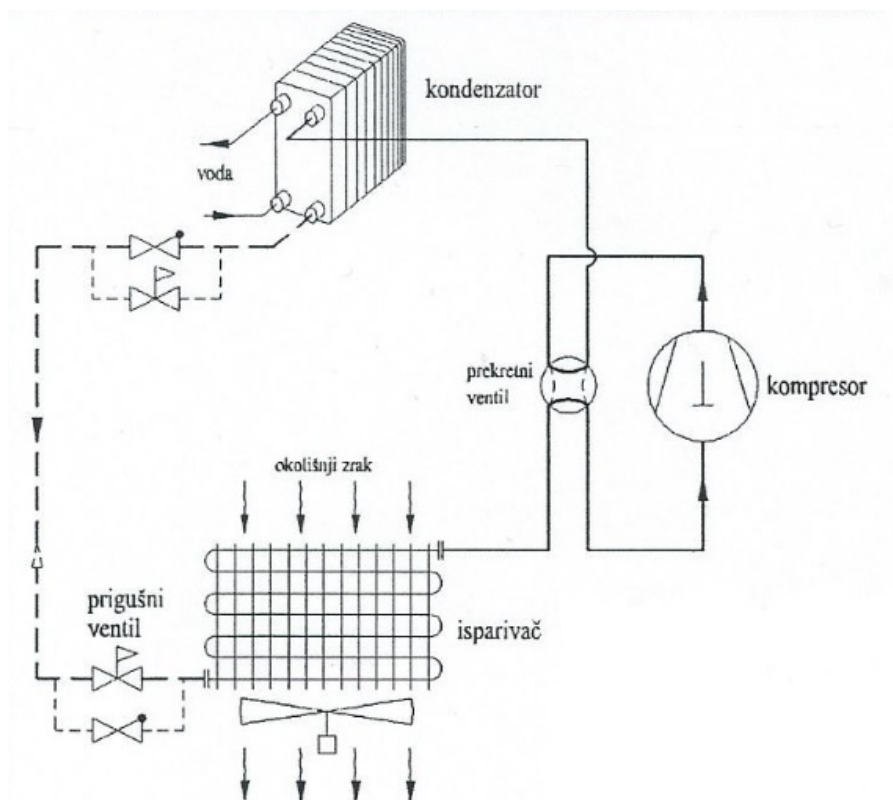 kondenzator
voda
prekretni
ventil
kompresor
okolišnji zrak
prigušni
ventil
isparivač